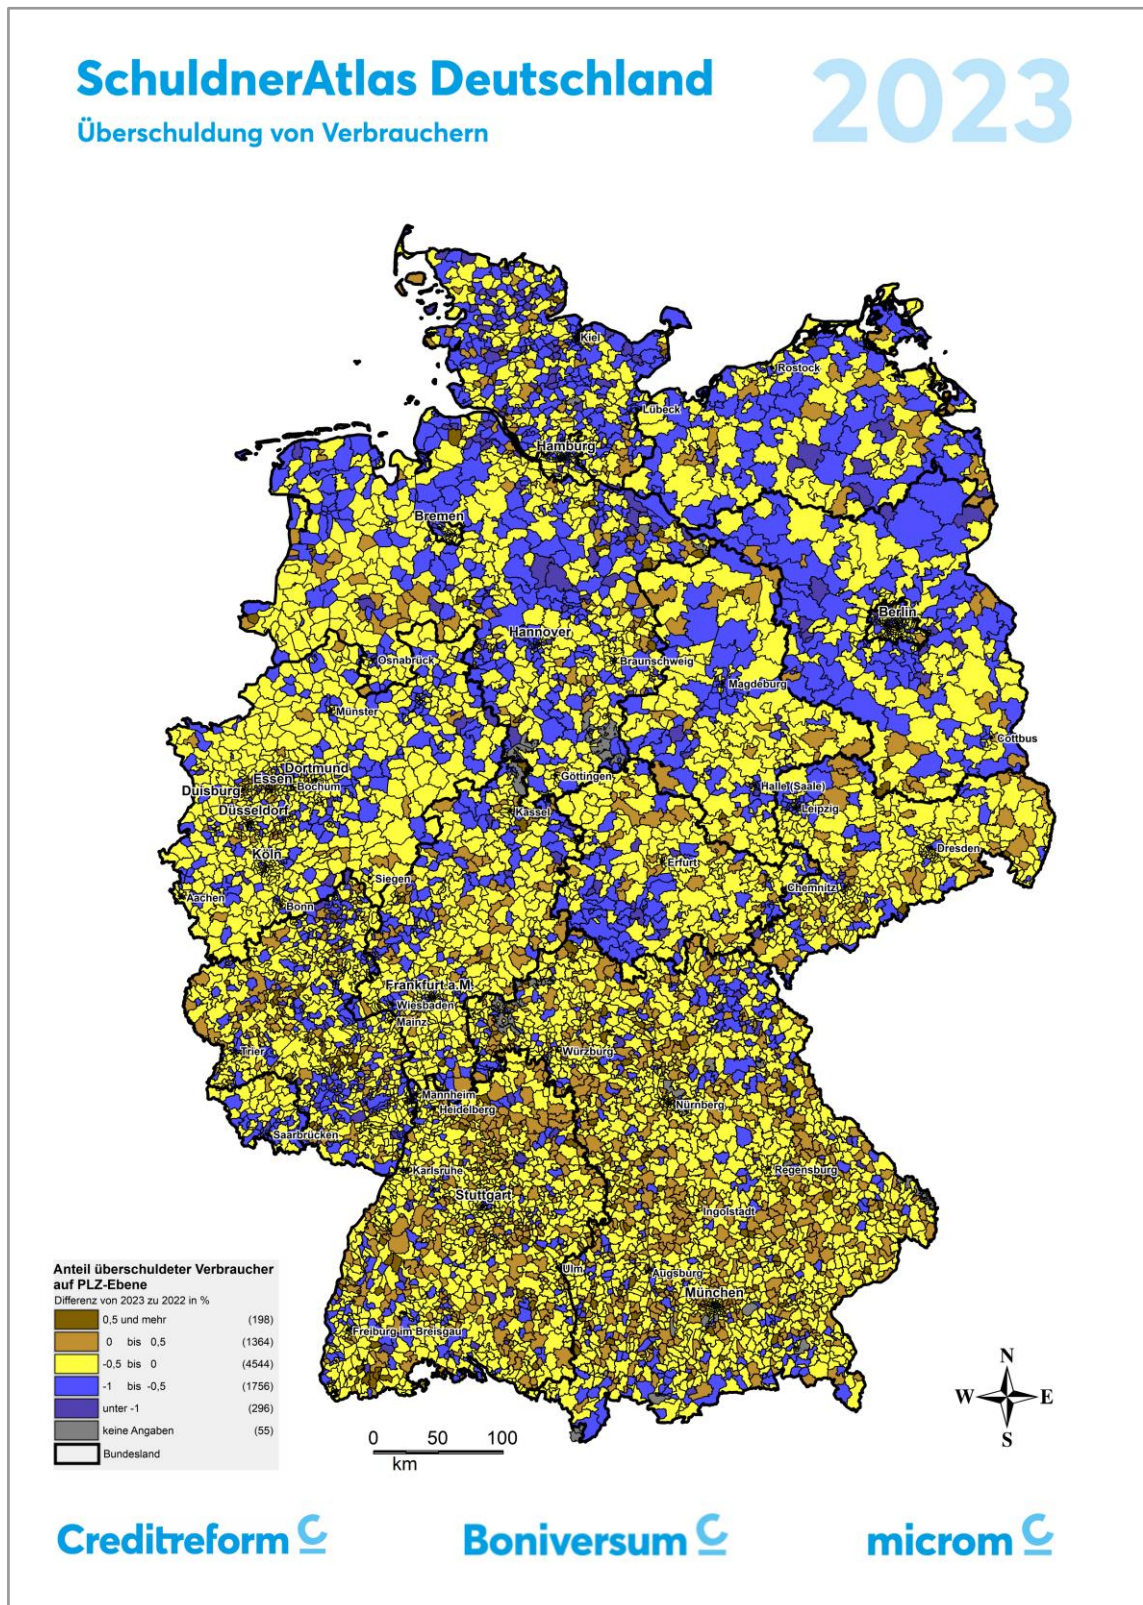 SchuldnerAtlas Deutschland
2023
Überschuldung von Verbrauchern
Kiel
Rostock
Lübeck
Hamburg
Bremen
Berlin
Hannover
Osnabrück
Braunschweig
Magdeburg
Münster
Cottbus
Dortmund
Essen
Bochum
Duisburg
Göttingen
Halle (Saale)
Leipzig
Düsseldorf
Kassel
Köln
Dresden
Erfurt
Siegen
Chemnitz
Aachen
Bonn
Frankfurt a.M.
Wiesbaden
Mainz
Trier
Würzburg
Mannheim
Heidelberg
Nürnberg
Saarbrücken
Karlsruhe
Regensburg
Stuttgart
Ingolstadt
Ulm
Augsburg
München
Freiburg im Breisgau
Anteil überschuldeter Verbraucher
auf PLZ-Ebene
Differenz von 2023 zu 2022 in %
0,5 und mehr (198)
0 bis 0,5 (1364)
-0,5 bis 0 (4544)
-1 bis -0,5 (1756)
unter -1 (296)
keine Angaben (55)
Bundesland
0 50 100
km
N
W E
S
Creditreform C
Boniversum C
microm C